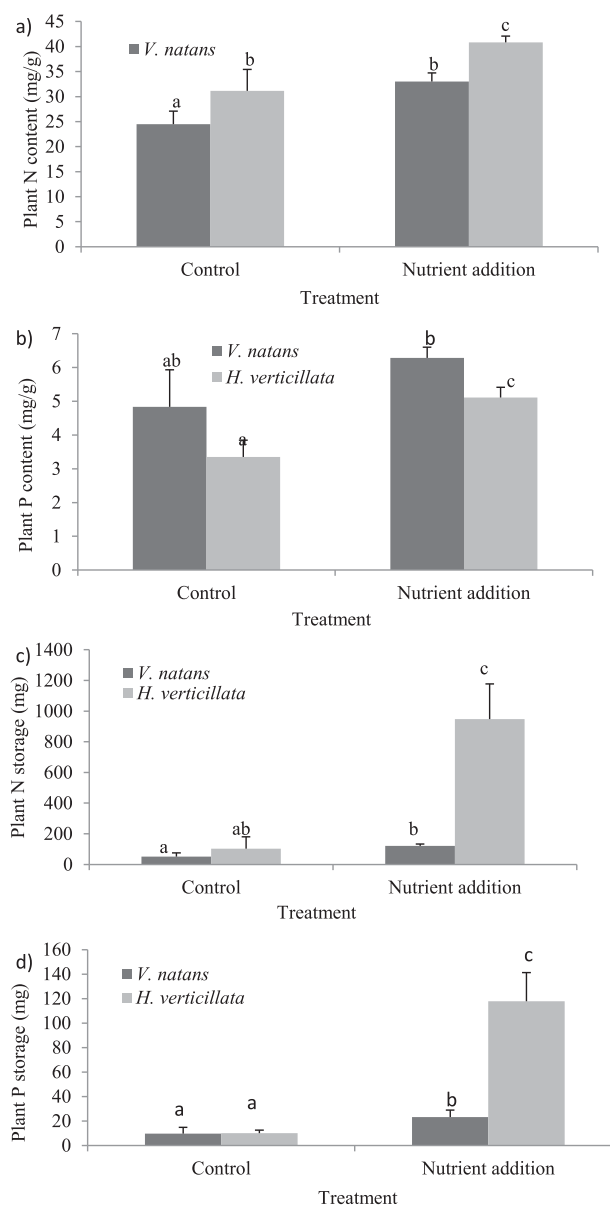 a)
45
40
35
30
25
20
15
10
5
0
Plant N content (mg/g)
V. natans
a
b
b
c
Control
Nutrient addition
Treatment
b)
7
6
5
4
3
2
1
0
Plant P content (mg/g)
V. natans
H. verticillata
ab
a
b
c
Control
Nutrient addition
Treatment
c)
1400
1200
1000
800
600
400
200
0
Plant N storage (mg)
V. natans
H. verticillata
a
ab
b
c
Control
Nutrient addition
Treatment
d)
160
140
120
100
80
60
40
20
0
Plant P storage (mg)
V. natans
H. verticillata
a
a
b
c
Control
Nutrient addition
Treatment